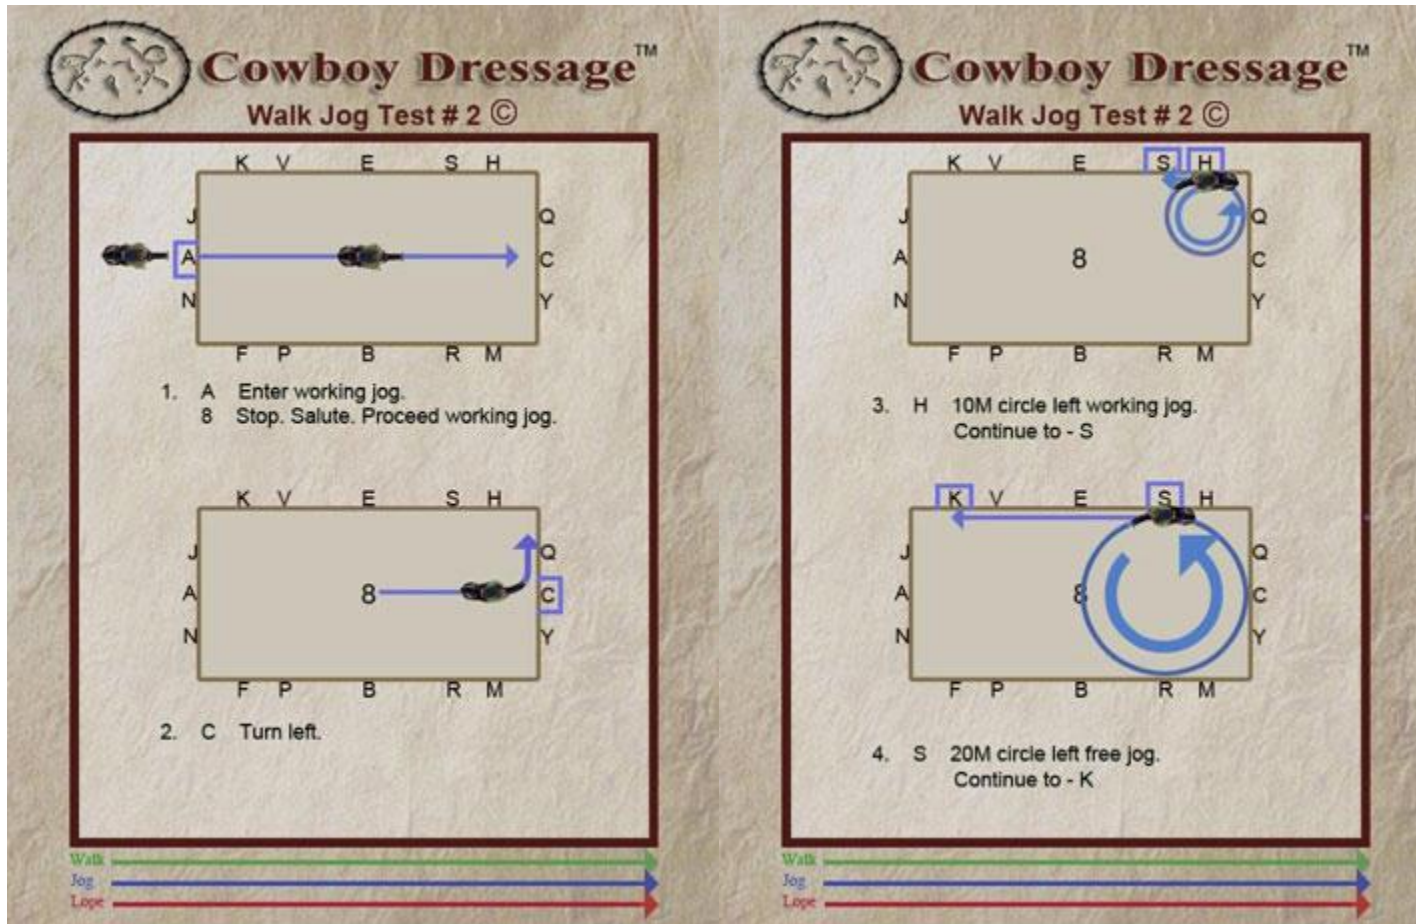 Cowboy Dressage™
Walk Jog Test # 2 ©
K V E S H
J Q
A C
N Y
F P B R M
1. A Enter working jog.
8 Stop. Salute. Proceed working jog.
K V E S H
J Q
A 8 C
N Y
F P B R M
2. C Turn left.
Walk
Jog
Lope
Cowboy Dressage™
Walk Jog Test # 2 ©
K V E S H
J Q
A 8 C
N Y
F P B R M
3. H 10M circle left working jog.
Continue to - S
K V E S H
J Q
A 8 C
N Y
F P B R M
4. S 20M circle left free jog.
Continue to - K
Walk
Jog
Lope